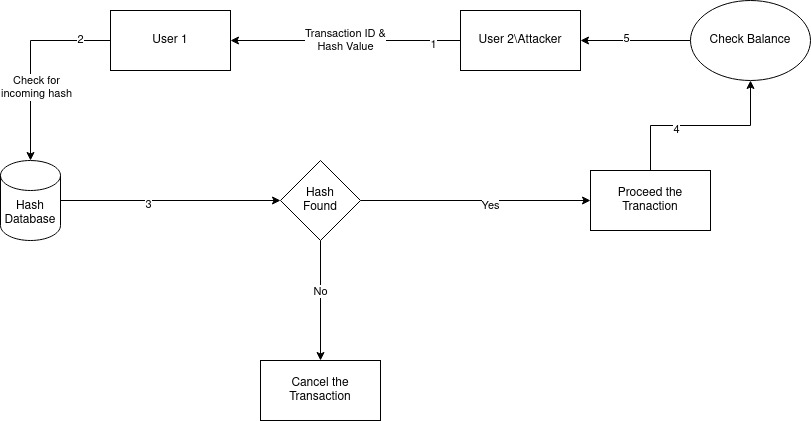 2
User 1
Transaction ID &
Hash Value
1
User 2\Attacker
5
Check Balance
Check for
incoming hash
4
Hash
Database
3
Hash
Found
Yes
Proceed the
Tranaction
No
Cancel the
Transaction